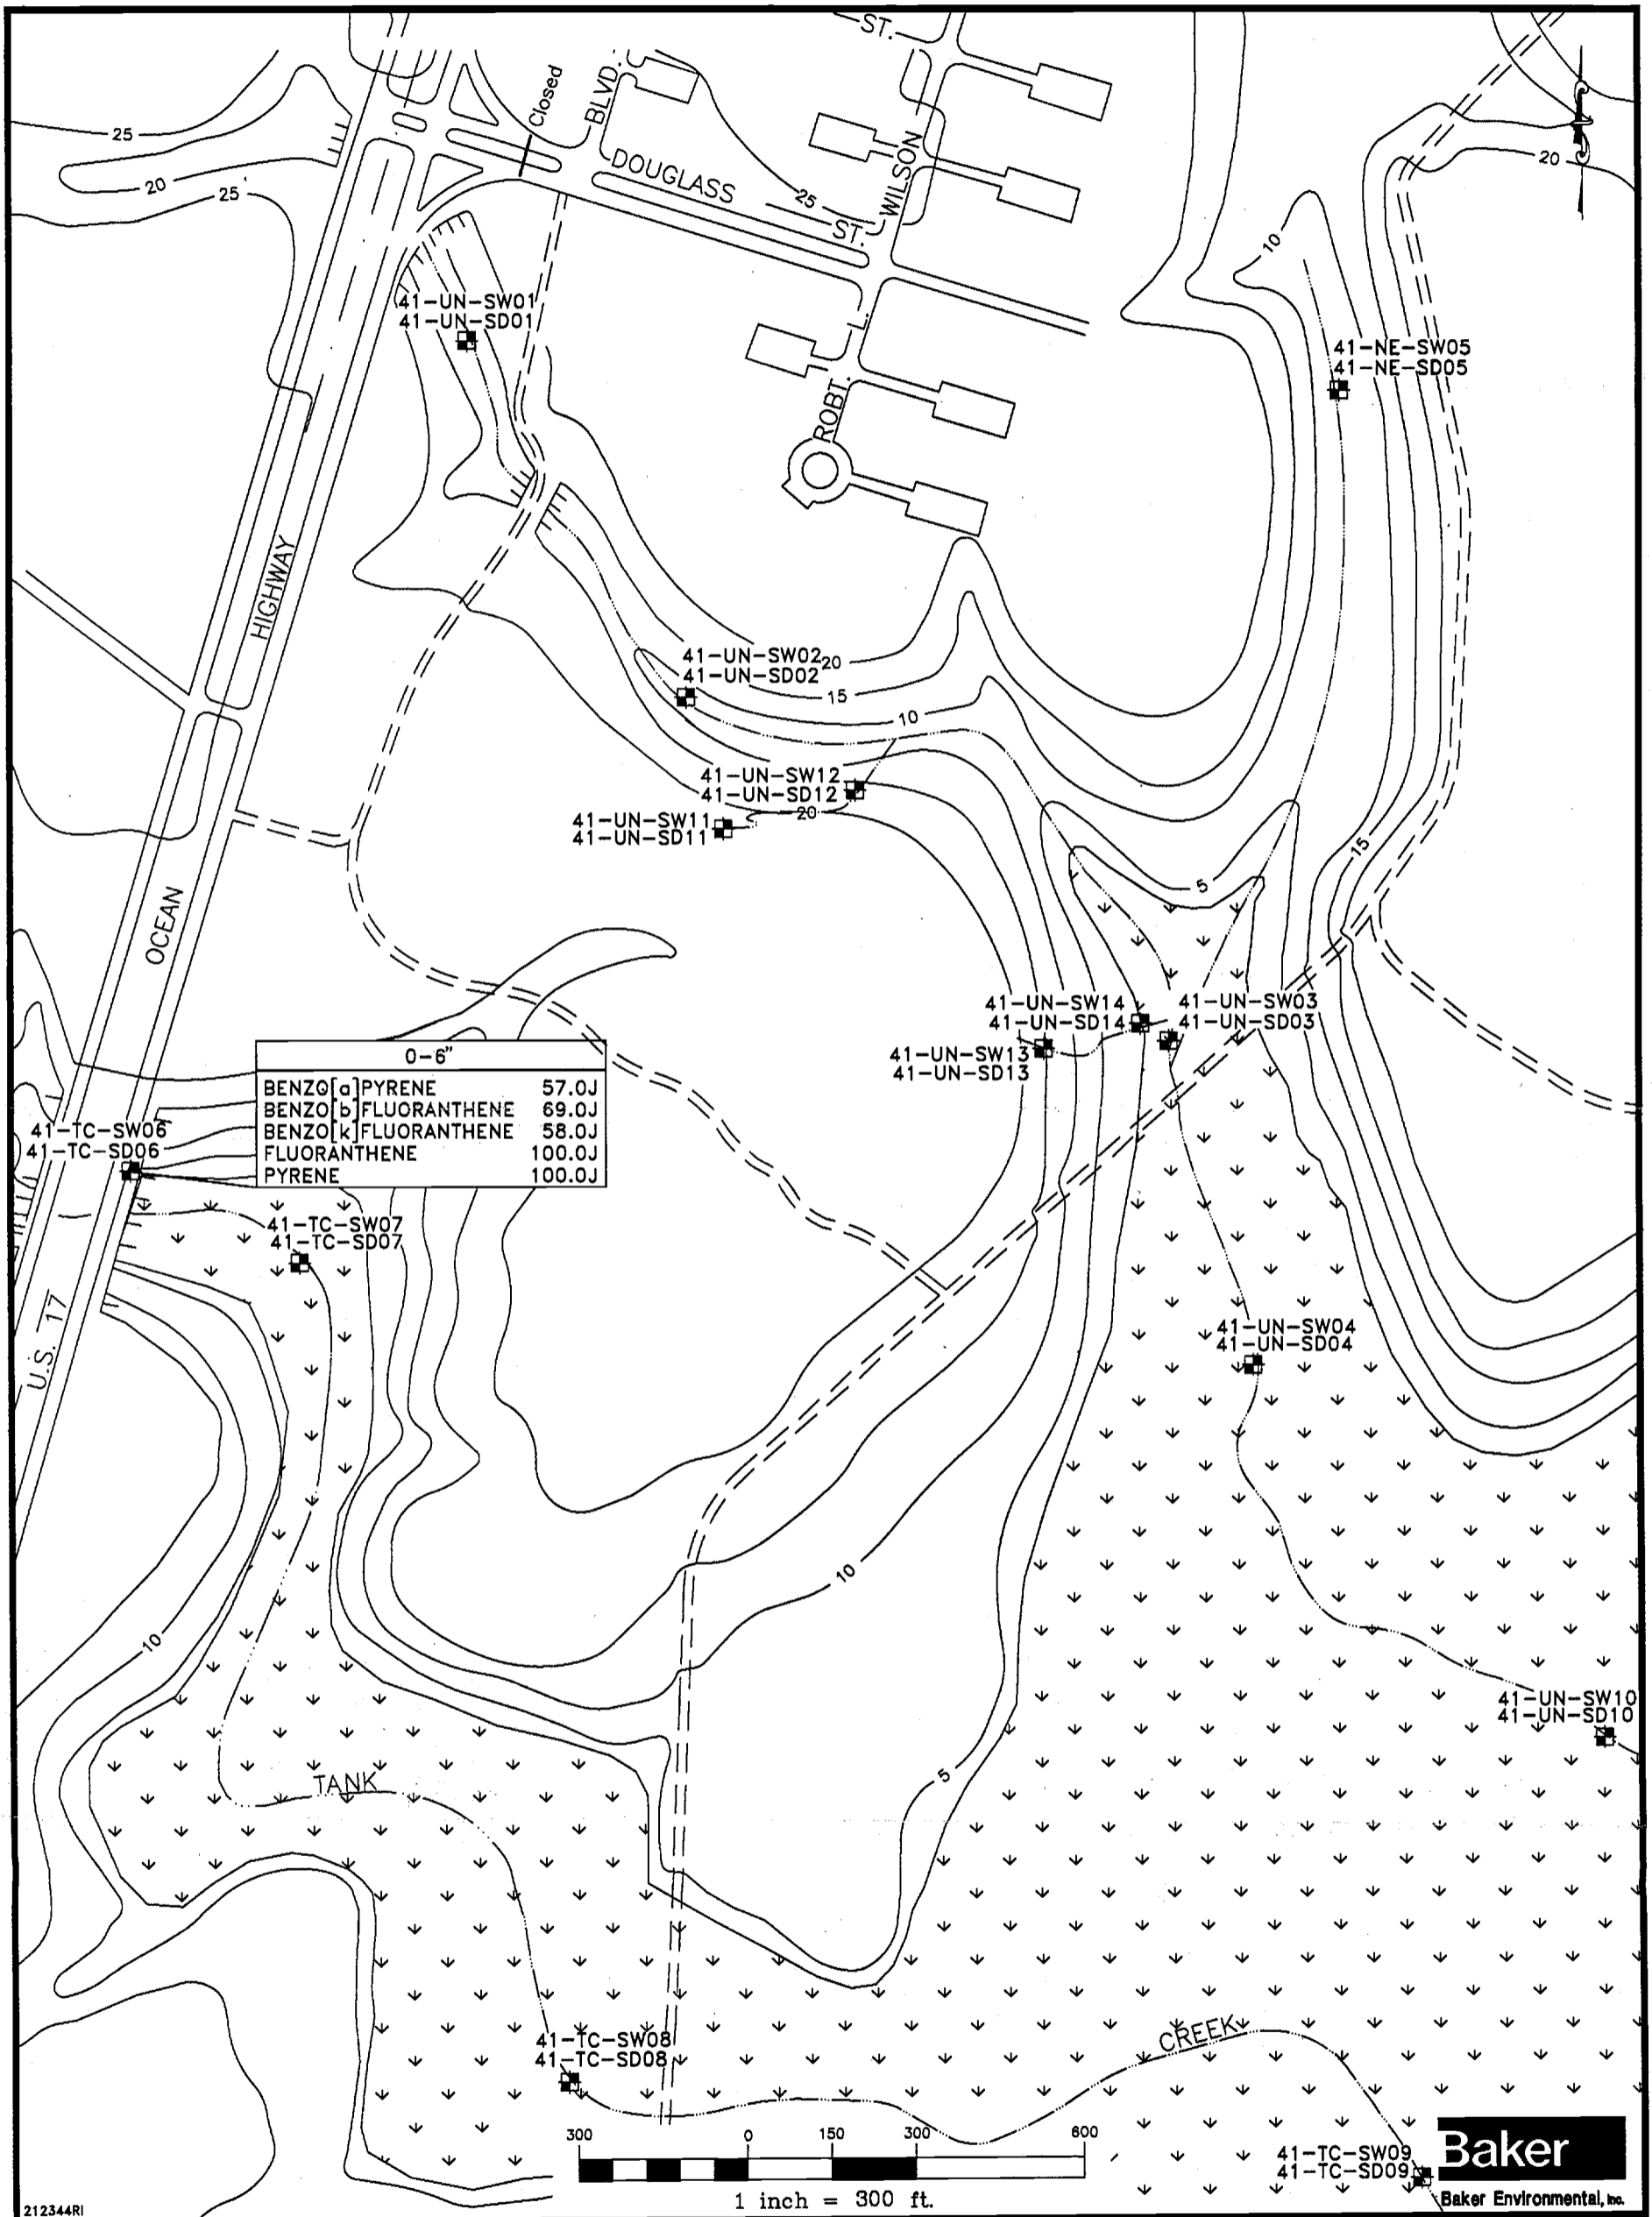 ST.
Closed
BLVD.
25
DOUGLASS
20
20
25
25
WILSON
ST.
10
41-UN-SW01
41-UN-SD01
L.
41-NE-SW05
41-NE-SD05
ROBT.
HIGHWAY
41-UN-SW02
20
41-UN-SD02
15
10
41-UN-SW12
41-UN-SD12
20
41-UN-SW11
41-UN-SD11
15
5
OCEAN
41-UN-SW14
41-UN-SD14
41-UN-SW03
41-UN-SD03
41-UN-SW13
41-UN-SD13
0-6"
BENZO[a]PYRENE 57.0J
BENZO[b]FLUORANTHENE 69.0J
BENZO[k]FLUORANTHENE 58.0J
FLUORANTHENE 100.0J
PYRENE 100.0J
41-TC-SW06
41-TC-SD06
41-TC-SW07
41-TC-SD07
U.S. 17
41-UN-SW04
41-UN-SD04
10
10
41-UN-SW10
41-UN-SD10
5
TANK
CREEK
41-TC-SW08
41-TC-SD08
300 0 150 300 600
1 inch = 300 ft.
41-TC-SW09
41-TC-SD09
Baker
Baker Environmental, Inc.
212344RI